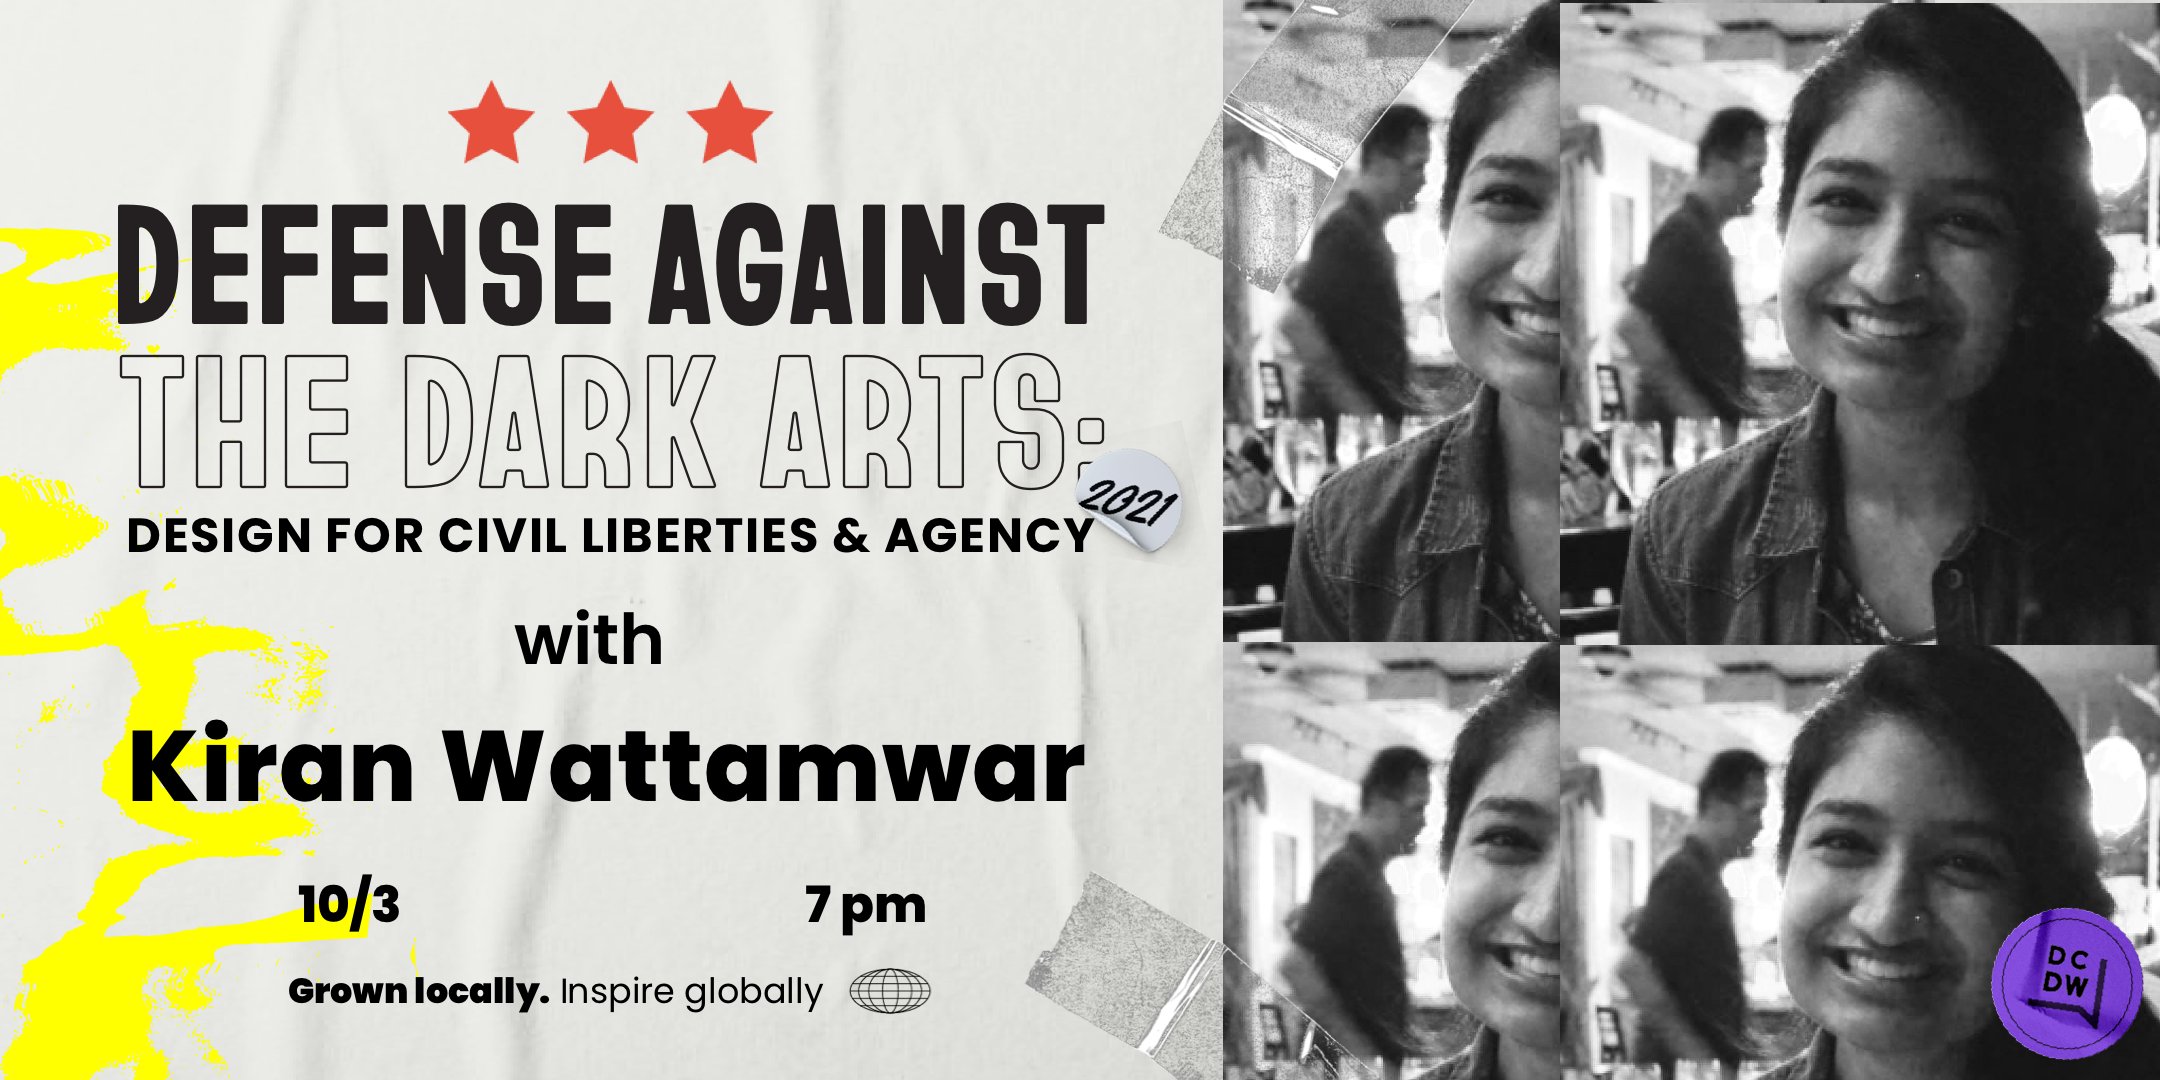 DEFENSE AGAINST
THE DARK ARTS:
2021
DESIGN FOR CIVIL LIBERTIES & AGENCY
with
Kiran Wattamwar
10/3
7 pm
Grown locally. Inspire globally
DC
DW